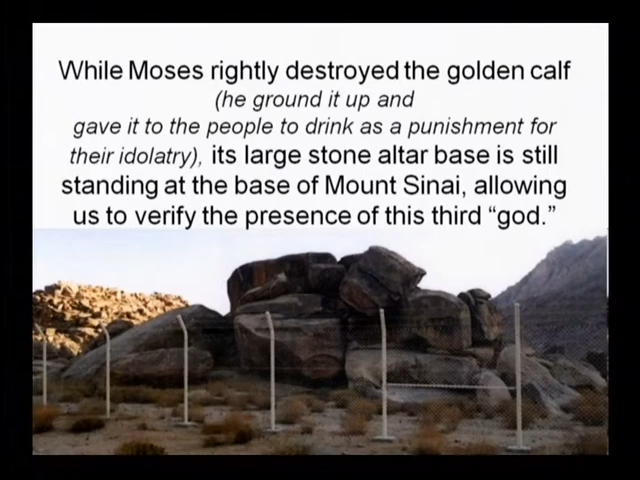 While Moses rightly destroyed the golden calf
(he ground it up and
gave it to the people to drink as a punishment for
their idolatry), its large stone altar base is still
standing at the base of Mount Sinai, allowing
us to verify the presence of this third “god.”